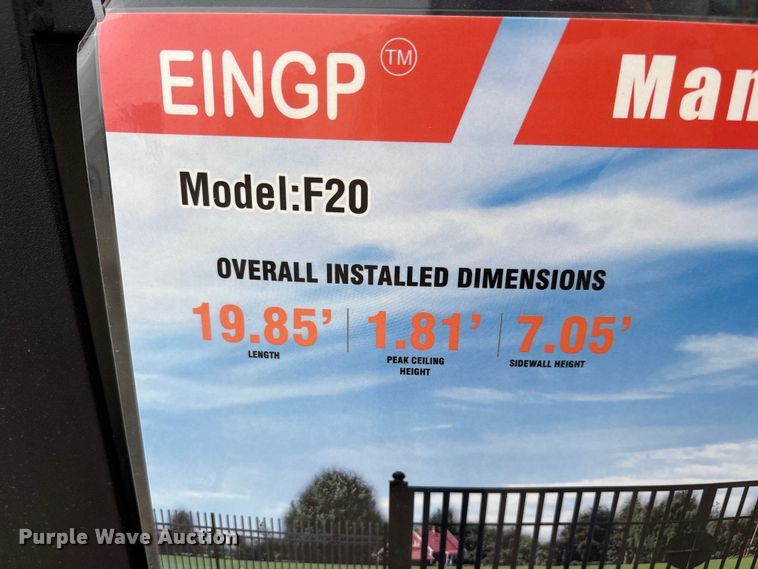 EINGP ™
Man
Model:F20
OVERALL INSTALLED DIMENSIONS
19.85’ 1.81’ 7.05’
LENGTH PEAK CEILING HEIGHT SIDEWALL HEIGHT
Purple Wave Auction